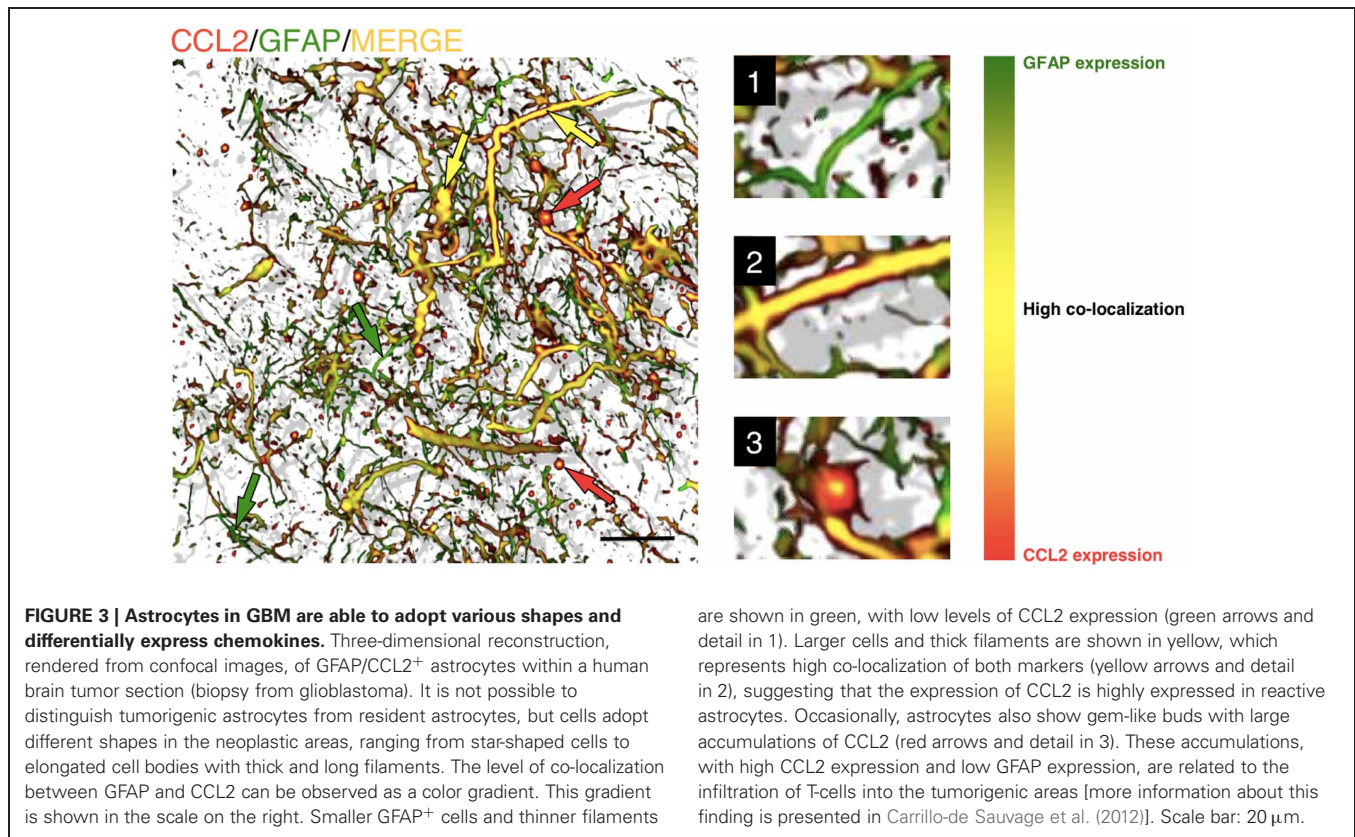 CCL2/GFAP/MERGE
1
2
3
GFAP expression
High co-localization
CCL2 expression
FIGURE 3 | Astrocytes in GBM are able to adopt various shapes and
differentially express chemokines. Three-dimensional reconstruction,
rendered from confocal images, of GFAP/CCL2⁺ astrocytes within a human
brain tumor section (biopsy from glioblastoma). It is not possible to
distinguish tumorigenic astrocytes from resident astrocytes, but cells adopt
different shapes in the neoplastic areas, ranging from star-shaped cells to
elongated cell bodies with thick and long filaments. The level of co-localization
between GFAP and CCL2 can be observed as a color gradient. This gradient
is shown in the scale on the right. Smaller GFAP⁺ cells and thinner filaments
are shown in green, with low levels of CCL2 expression (green arrows and
detail in 1). Larger cells and thick filaments are shown in yellow, which
represents high co-localization of both markers (yellow arrows and detail
in 2), suggesting that the expression of CCL2 is highly expressed in reactive
astrocytes. Occasionally, astrocytes also show gem-like buds with large
accumulations of CCL2 (red arrows and detail in 3). These accumulations,
with high CCL2 expression and low GFAP expression, are related to the
infiltration of T-cells into the tumorigenic areas [more information about this
finding is presented in Carrillo-de Sauvage et al. (2012)]. Scale bar: 20 μm.